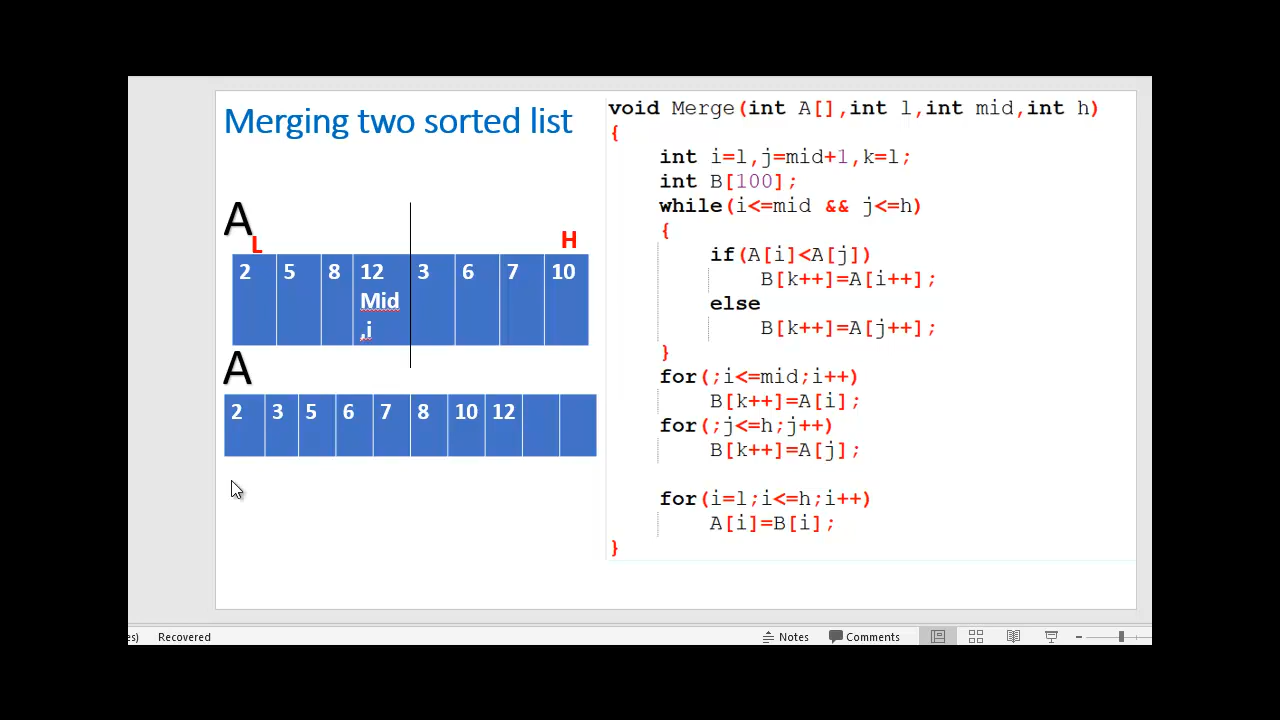 Merging two sorted list
A
L H
2 5 8 12 3 6 7 10
Mid
,i
A
2 3 5 6 7 8 10 12
void Merge(int A[],int l,int mid,int h)
{
int i=l,j=mid+1,k=l;
int B[100];
while(i<=mid && j<=h)
{
if(A[i]<A[j])
B[k++]=A[i++];
else
B[k++]=A[j++];
}
for(;i<=mid;i++)
B[k++]=A[i];
for(;j<=h;j++)
B[k++]=A[j];
for(i=l;i<=h;i++)
A[i]=B[i];
}
es) Recovered Notes Comments